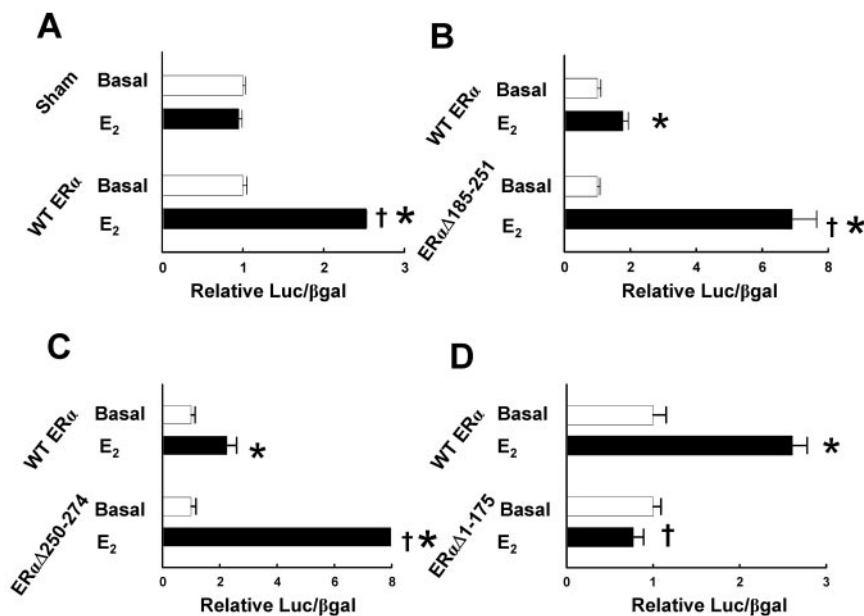 A
Sham
Basal
E₂
WT ERα
Basal
E₂
† *
0 1 2 3
Relative Luc/βgal
B
WT ERα
Basal
E₂
*
ERαΔ185-251
Basal
E₂
† *
0 2 4 6 8
Relative Luc/βgal
C
WT ERα
Basal
E₂
*
ERαΔ250-274
Basal
E₂
† *
0 2 4 6 8
Relative Luc/βgal
D
WT ERα
Basal
E₂
*
ERαΔ1-175
Basal
E₂
†
0 1 2 3
Relative Luc/βgal